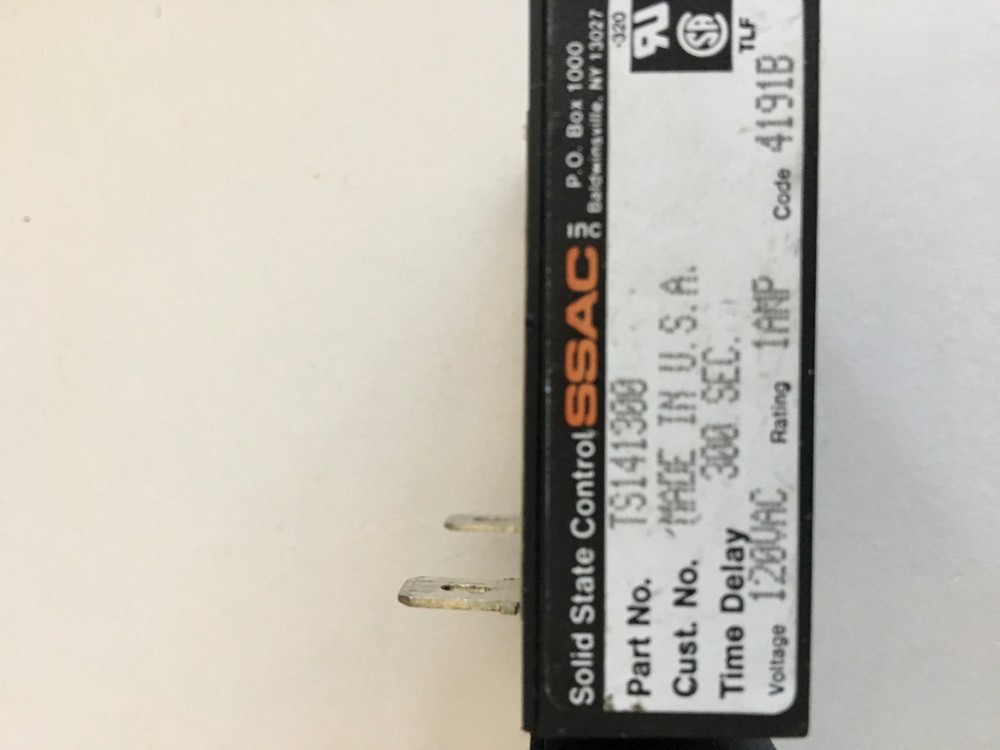 Solid State Control SSAC inc P.O. Box 1000
Baldwinsville, NY 13027
Part No. TS141300 -320
Cust. No. (MADE IN U.S.A.
Time Delay 300 SEC. TLF
Voltage 120VAC Rating 1AMP Code 4191B